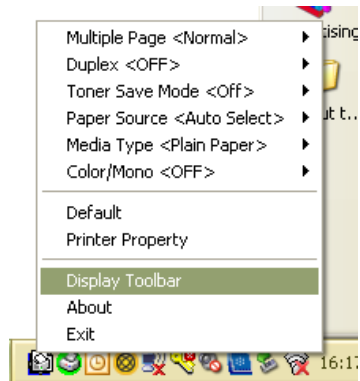 Multiple Page <Normal>
Duplex <OFF>
Toner Save Mode <Off>
Paper Source <Auto Select>
Media Type <Plain Paper>
Color/Mono <OFF>
Default
Printer Property
Display Toolbar
About
Exit
16:17